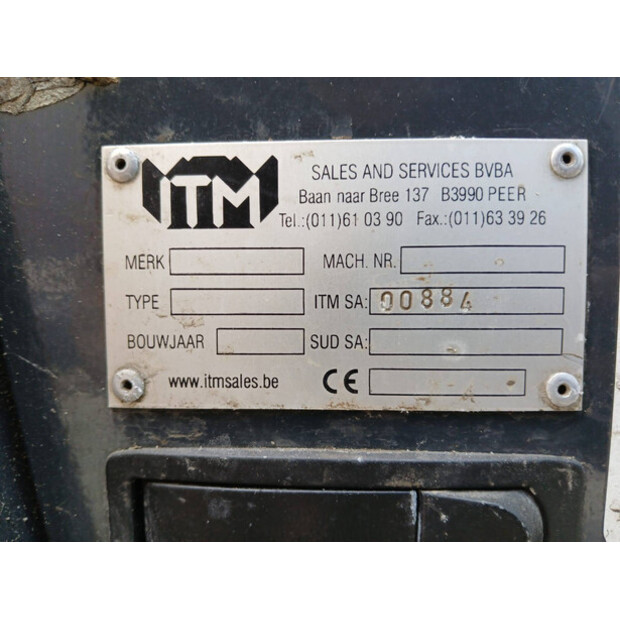 ITM
SALES AND SERVICES BVBA
Baan naar Bree 137 B3990 PEER
Tel.:(011)61 03 90 Fax.:(011)63 39 26
MERK MACH. NR.
TYPE ITM SA: 00884
BOUWJAAR SUD SA:
www.itmsales.be CE